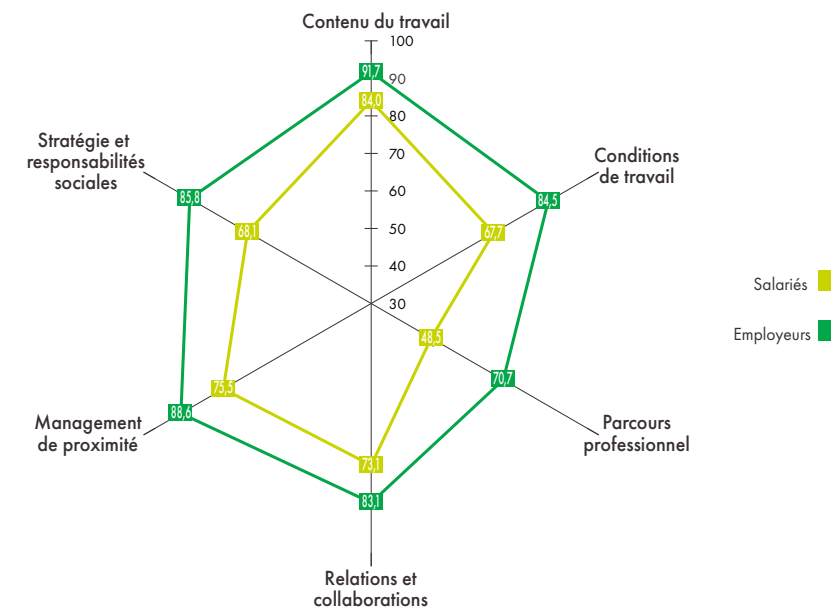 Contenu du travail
100
91,7
90
84,0
80
70
60
50
40
30
Stratégie et
responsabilités
sociales
85,8
68,1
Conditions
de travail
84,5
67,7
Salariés
Employeurs
48,5
70,7
Parcours
professionnel
75,5
88,6
Management
de proximité
73,1
83,1
Relations et
collaborations